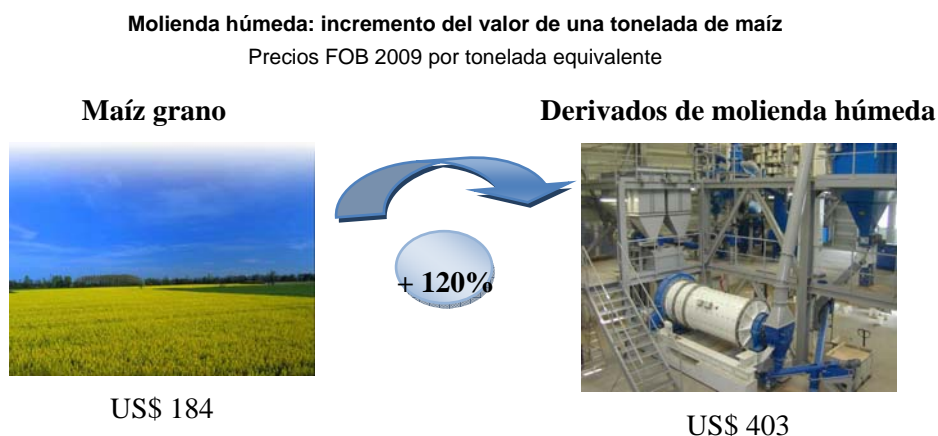 Molienda húmeda: incremento del valor de una tonelada de maíz
Precios FOB 2009 por tonelada equivalente
Maíz grano
Derivados de molienda húmeda
+ 120%
US$ 184
US$ 403